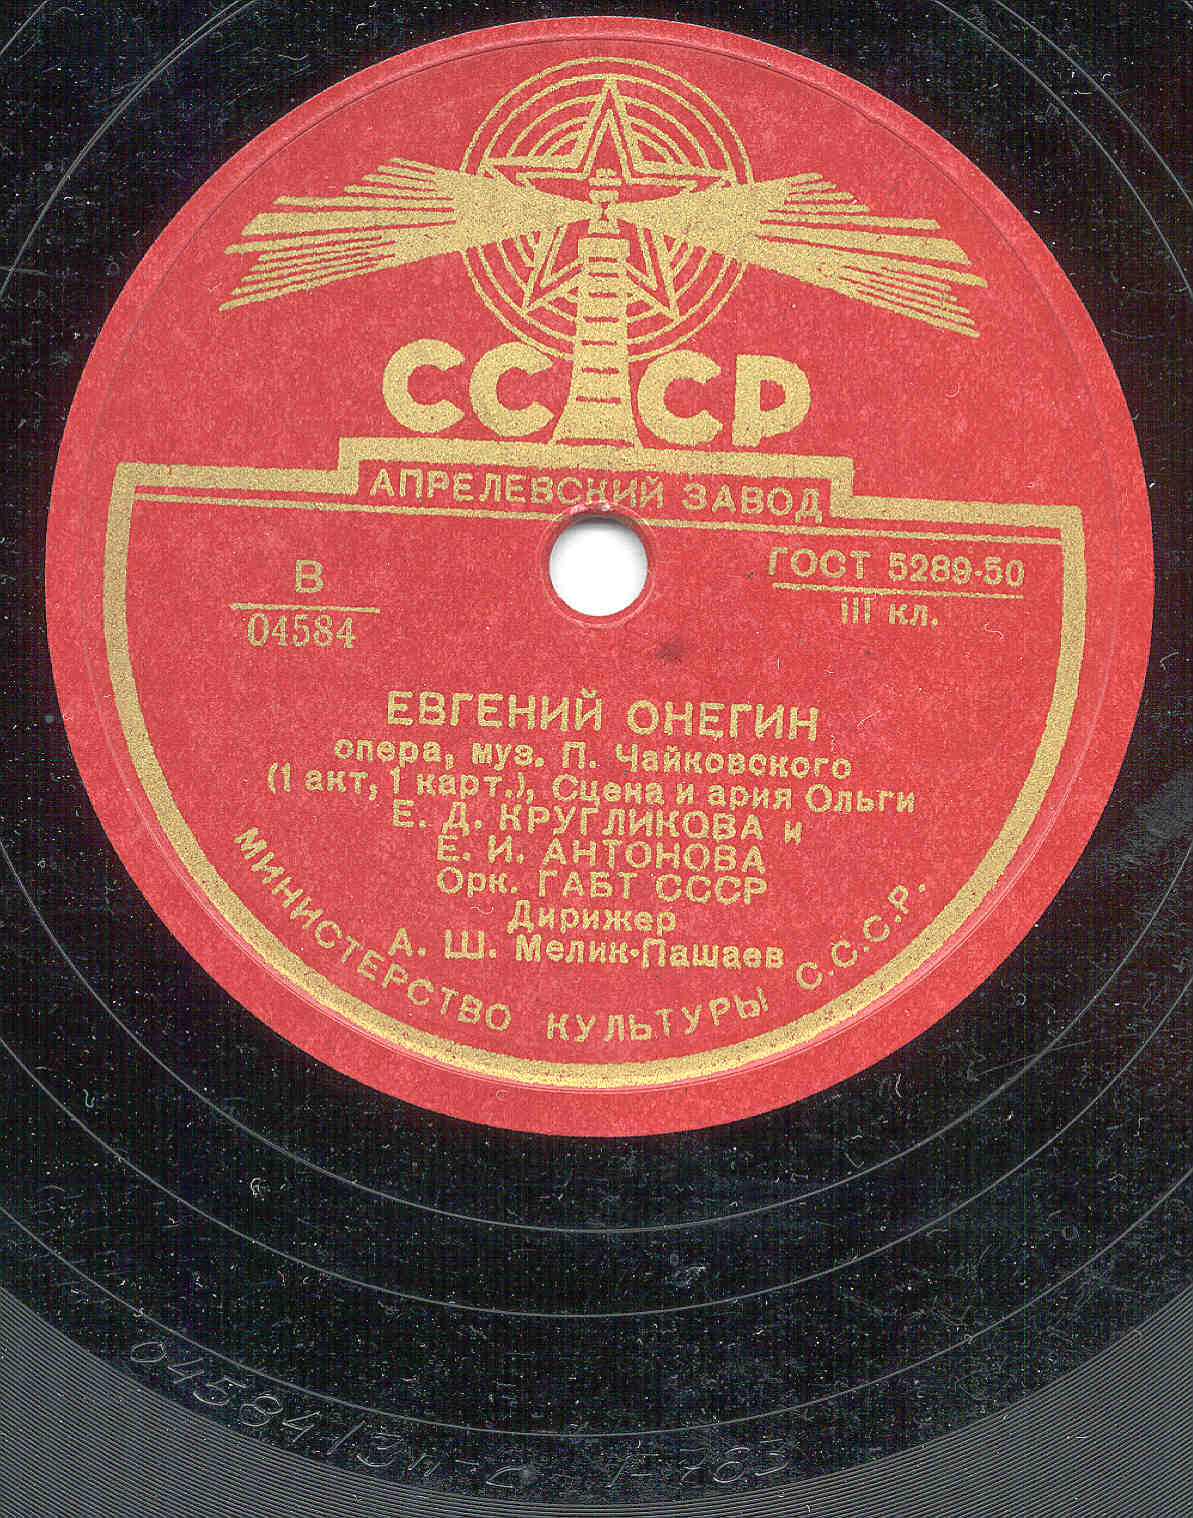 СССР
АПРЕЛЕВСКИЙ ЗАВОД
В
04584
ГОСТ 5289-50
III кл.
ЕВГЕНИЙ ОНЕГИН
опера, муз. П. Чайковского
(1 акт, 1 карт.), Сцена и ария Ольги
Е. Д. КРУГЛИКОВА и
Е. И. АНТОНОВА
Орк. ГАБТ СССР
Дирижер
А. Ш. Мелик-Пашаев
МИНИСТЕРСТВО КУЛЬТУРЫ С.С.С.Р.
04584